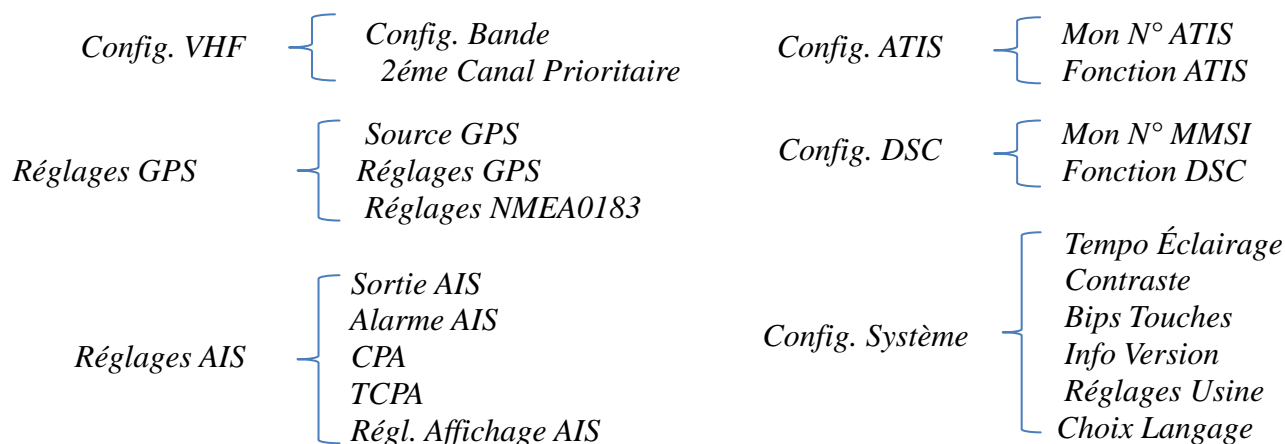 Config. VHF
Config. Bande
2éme Canal Prioritaire
Réglages GPS
Source GPS
Réglages GPS
Réglages NMEA0183
Réglages AIS
Sortie AIS
Alarme AIS
CPA
TCPA
Régl. Affichage AIS
Config. ATIS
Mon N° ATIS
Fonction ATIS
Config. DSC
Mon N° MMSI
Fonction DSC
Config. Système
Tempo Éclairage
Contraste
Bips Touches
Info Version
Réglages Usine
Choix Langage